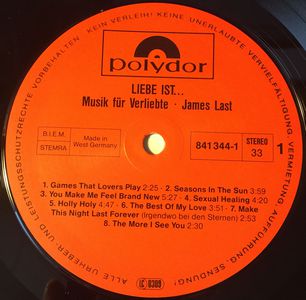 KEIN VERLEIH! KEINE UNERLAUBTE VERVIELFÄLTIGUNG, VERMIETUNG, AUFFÜHRUNG, SENDUNG!
ALLE URHEBER- UND LEISTUNGSSCHUTZRECHTE VORBEHALTEN
polydor
LIEBE IST...
Musik für Verliebte · James Last
B.I.E.M.
STEMRA
Made in
West Germany
841 344-1
STEREO
33
1
1. Games That Lovers Play 2:25 · 2. Seasons In The Sun 3:59
3. You Make Me Feel Brand New · 4. Sexual Healing 4:20
5. Holly Holy 4:15 · 6. The Best Of My Love 3:51 · 7. Make
This Night Last Forever (Irgendwo bei den Sternen) 2:53
8. The More I See You 2:30
LC 0309